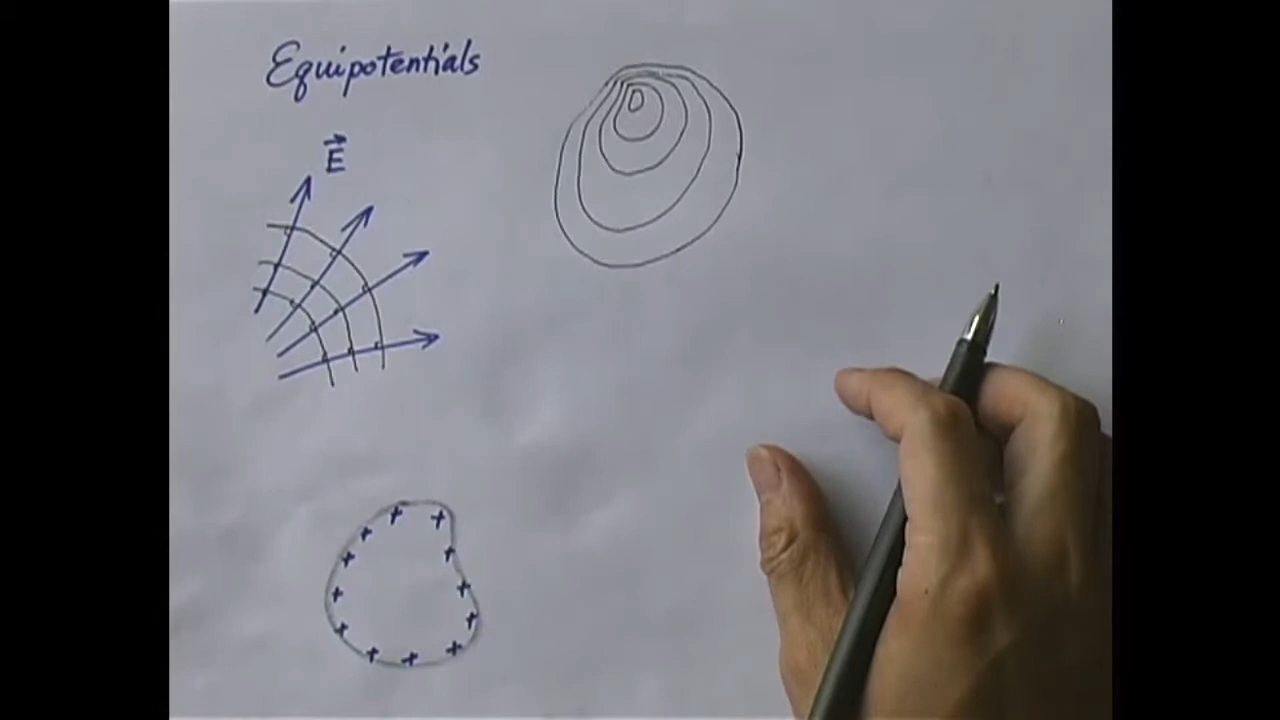 Equipotentials
E
+ + + + + + + + + + + + +